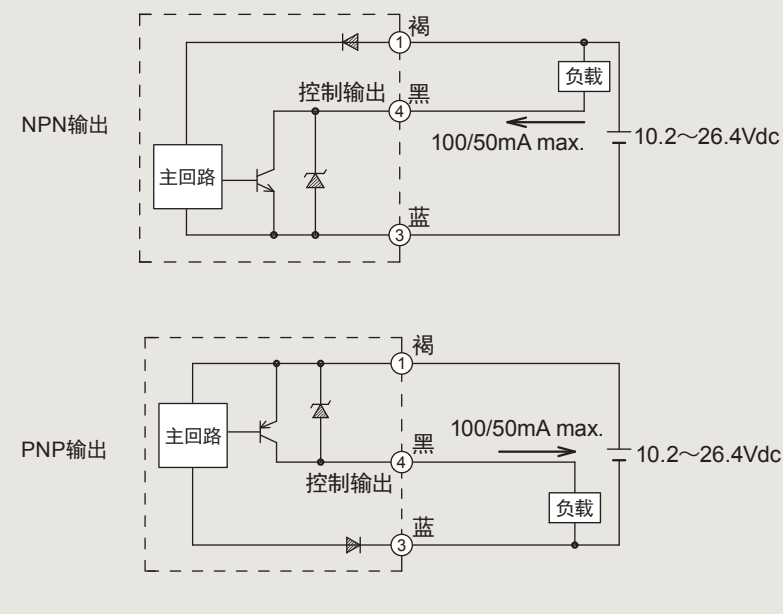 褐
1
负载
控制输出
黑
4
NPN输出
100/50mA max.
10.2～26.4Vdc
主回路
蓝
3
褐
1
100/50mA max.
主回路
黑
PNP输出
4
10.2～26.4Vdc
控制输出
负载
蓝
3